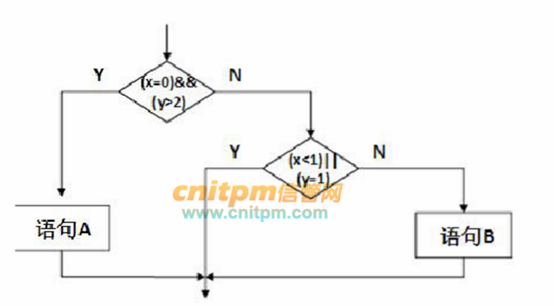 Y
N
(x=0)&&
(y>2)
Y
N
(x<1)||
(y=1)
cnitpm信管网
www.cnitpm.com
语句A
语句B